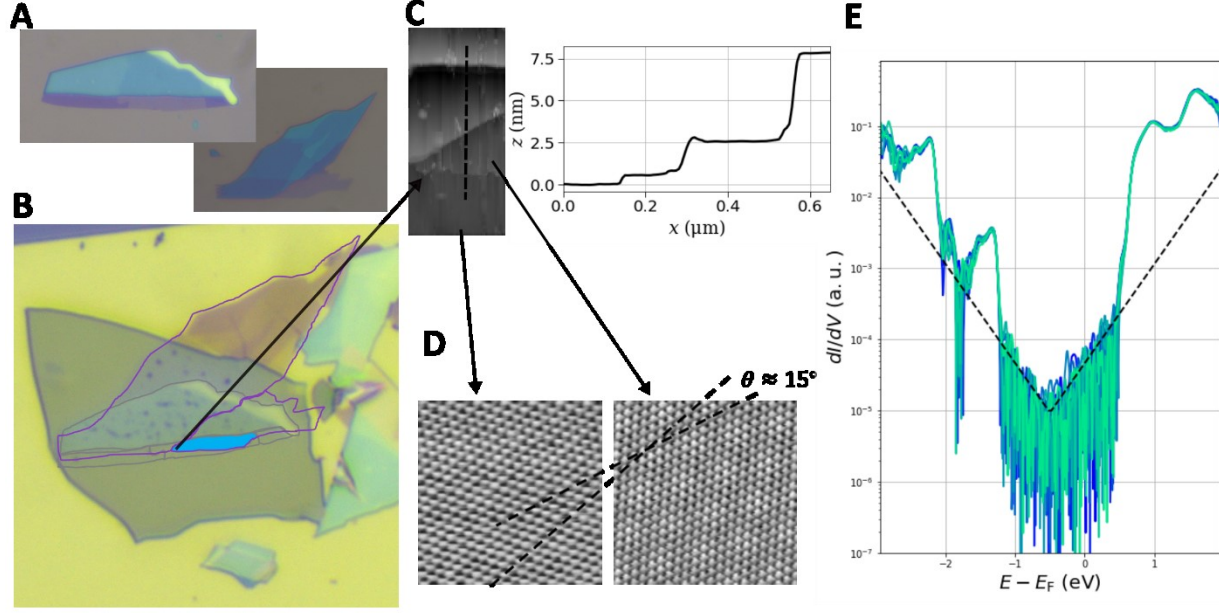 A
B
C
7.5
5.0
2.5
0.0
z (nm)
0.0
0.2
0.4
0.6
x (μm)
D
θ ≈ 15°
E
10⁻¹
10⁻²
10⁻³
10⁻⁴
10⁻⁵
10⁻⁶
10⁻⁷
dI/dV (a. u.)
−2
−1
0
1
E − E_F (eV)